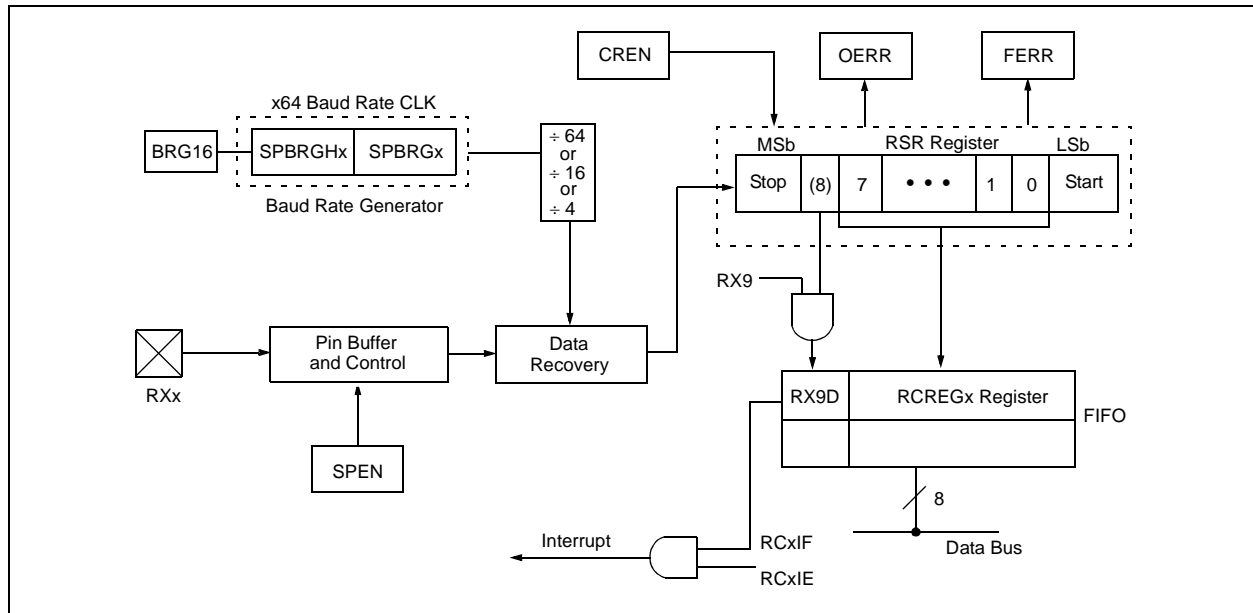 CREN
OERR
FERR
x64 Baud Rate CLK
BRG16
SPBRGHx
SPBRGx
Baud Rate Generator
÷ 64
or
÷ 16
or
÷ 4
MSb
RSR Register
LSb
Stop
(8)
7
• • •
1
0
Start
RX9
RXx
Pin Buffer
and Control
Data
Recovery
SPEN
RX9D
RCREGx Register
FIFO
8
Data Bus
Interrupt
RCxIF
RCxIE